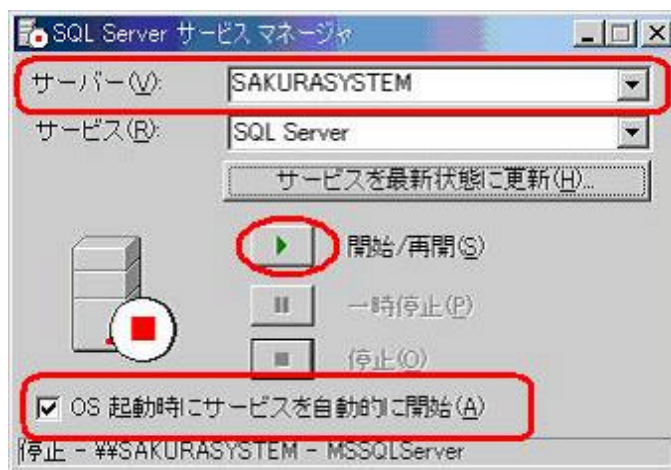 SQL Server サービス マネージャ
サーバー(V): SAKURASYSTEM
サービス(R): SQL Server
サービスを最新状態に更新(H)...
開始/再開(S)
一時停止(P)
停止(O)
OS 起動時にサービスを自動的に開始(A)
停止 - ¥¥SAKURASYSTEM - MSSQLServer